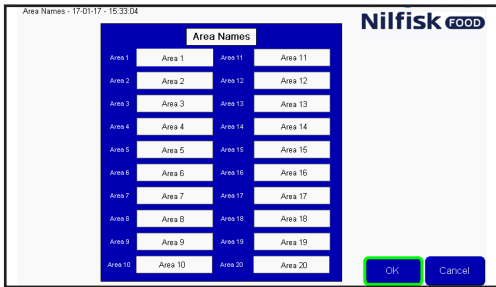 Area Names - 17-01-17 - 15:33:04
Nilfisk FOOD
Area Names
Area 1 Area 1 Area 11 Area 11
Area 2 Area 2 Area 12 Area 12
Area 3 Area 3 Area 13 Area 13
Area 4 Area 4 Area 14 Area 14
Area 5 Area 5 Area 15 Area 15
Area 6 Area 6 Area 16 Area 16
Area 7 Area 7 Area 17 Area 17
Area 8 Area 8 Area 18 Area 18
Area 9 Area 9 Area 19 Area 19
Area 10 Area 10 Area 20 Area 20
OK Cancel